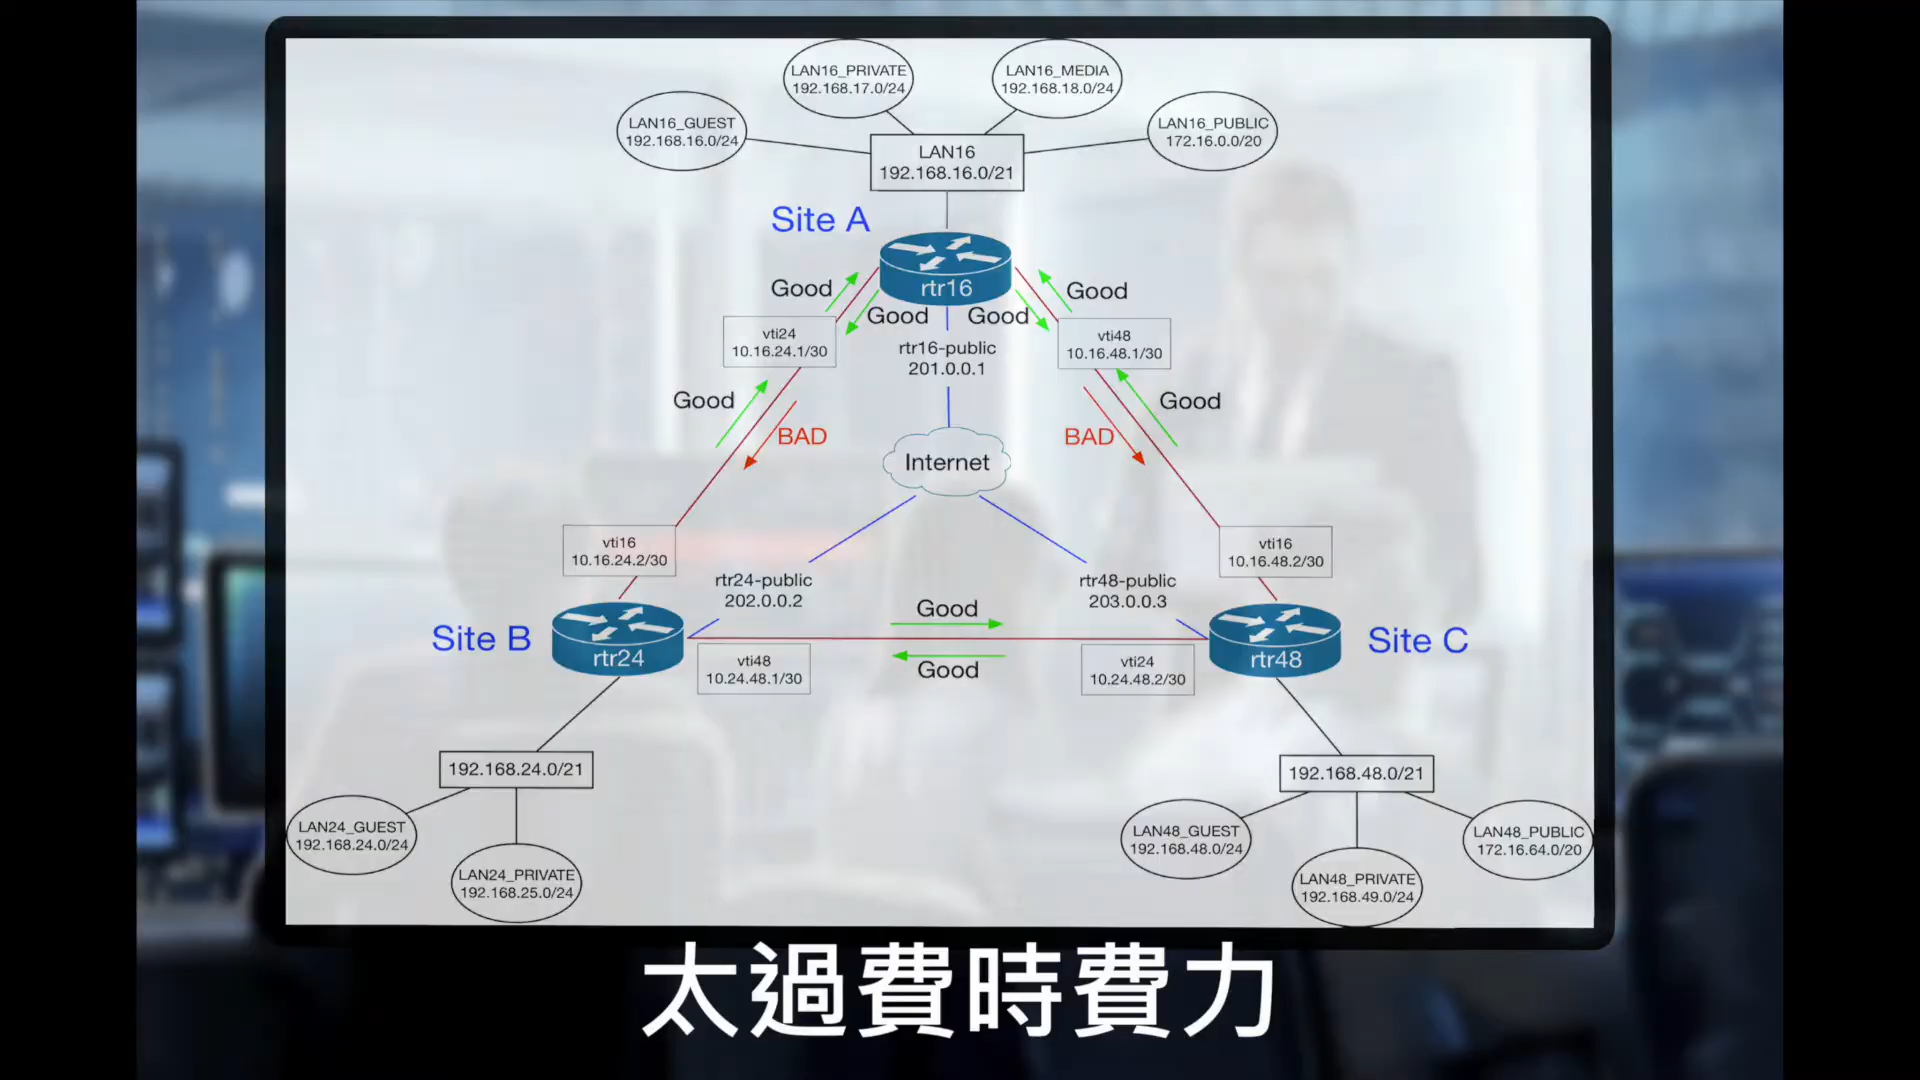 LAN16_PRIVATE
192.168.17.0/24
LAN16_MEDIA
192.168.18.0/24
LAN16_GUEST
192.168.16.0/24
LAN16_PUBLIC
172.16.0.0/20
LAN16
192.168.16.0/21
Site A
rtr16
Good
Good
Good
Good
vti24
10.16.24.1/30
rtr16-public
201.0.0.1
vti48
10.16.48.1/30
Good
Good
BAD
BAD
Internet
vti16
10.16.24.2/30
vti16
10.16.48.2/30
rtr24-public
202.0.0.2
rtr48-public
203.0.0.3
Good
Site B
rtr24
rtr48
Site C
vti48
10.24.48.1/30
Good
vti24
10.24.48.2/30
192.168.24.0/21
192.168.48.0/21
LAN24_GUEST
192.168.24.0/24
LAN24_PRIVATE
192.168.25.0/24
LAN48_GUEST
192.168.48.0/24
LAN48_PRIVATE
192.168.49.0/24
LAN48_PUBLIC
172.16.64.0/20
太過費時費力